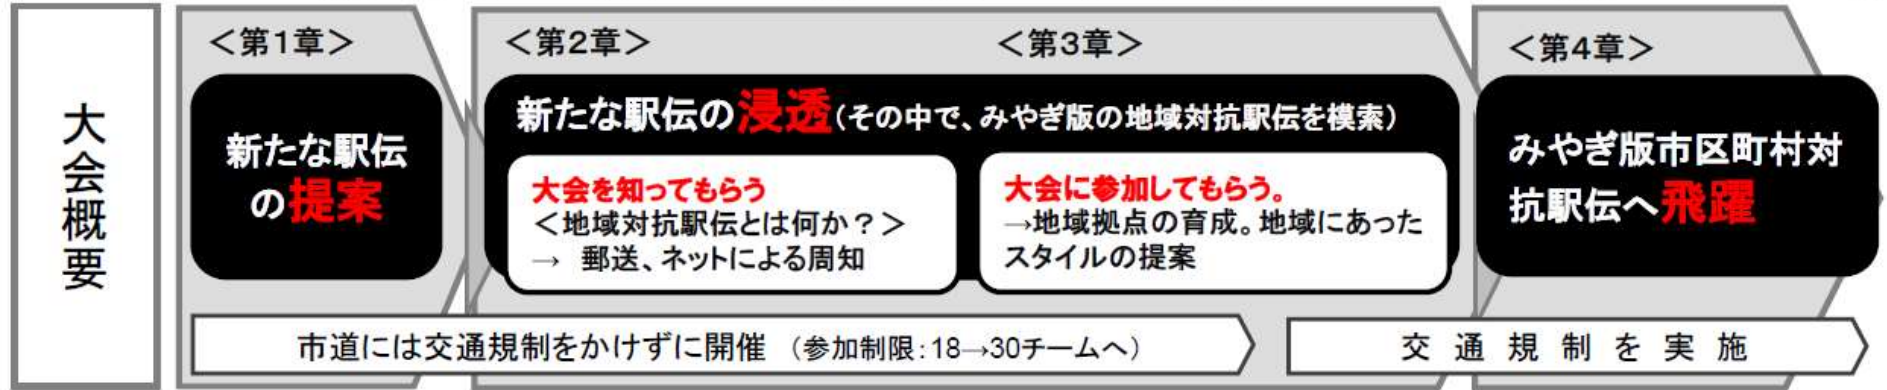 大会概要
＜第1章＞
新たな駅伝
の提案
＜第2章＞
＜第3章＞
新たな駅伝の浸透（その中で、みやぎ版の地域対抗駅伝を模索）
大会を知ってもらう
＜地域対抗駅伝とは何か？＞
→　郵送、ネットによる周知
大会に参加してもらう。
→地域拠点の育成。地域にあった
スタイルの提案
＜第4章＞
みやぎ版市区町村対
抗駅伝へ飛躍
市道には交通規制をかけずに開催　（参加制限：18→30チームへ）
交通規制を実施